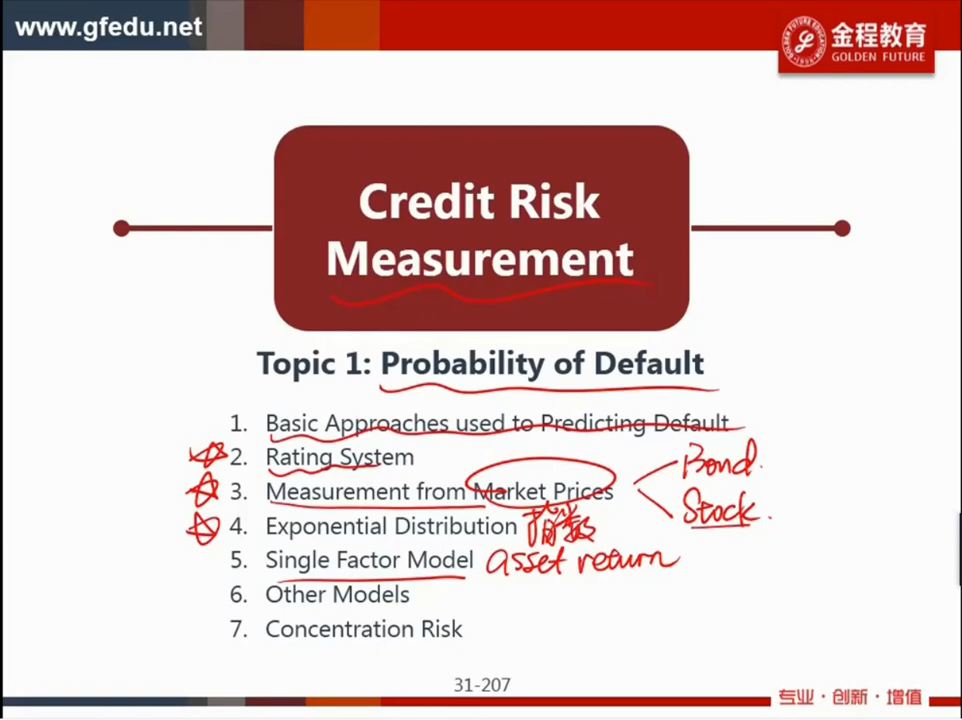 www.gfedu.net
金程教育
GOLDEN FUTURE
Credit Risk
Measurement
Topic 1: Probability of Default
1. Basic Approaches used to Predicting Default
2. Rating System
3. Measurement from Market Prices
Bond.
Stock.
4. Exponential Distribution 指数
5. Single Factor Model asset return
6. Other Models
7. Concentration Risk
31-207
专业·创新·增值